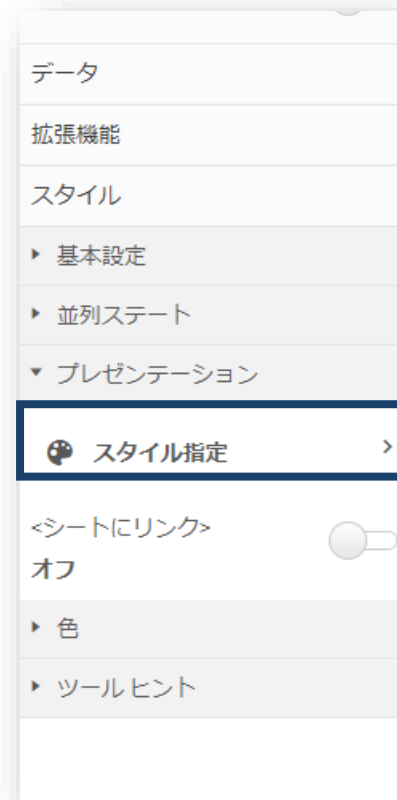 データ
拡張機能
スタイル
基本設定
並列ステート
プレゼンテーション
スタイル指定
<シートにリンク>
オフ
色
ツールヒント